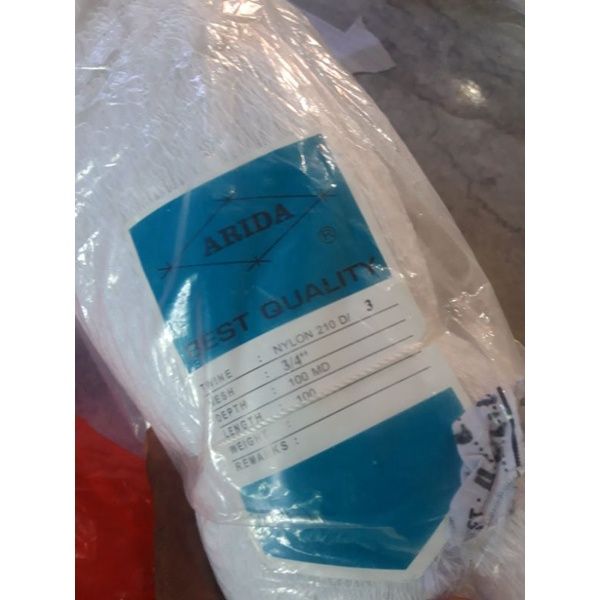 ARIDA
®
BEST QUALITY
TWINE : NYLON 210 D/ 3
MESH : 3/4"
DEPTH : 100 MD
LENGTH : 100
WEIGHT :
REMARKS :